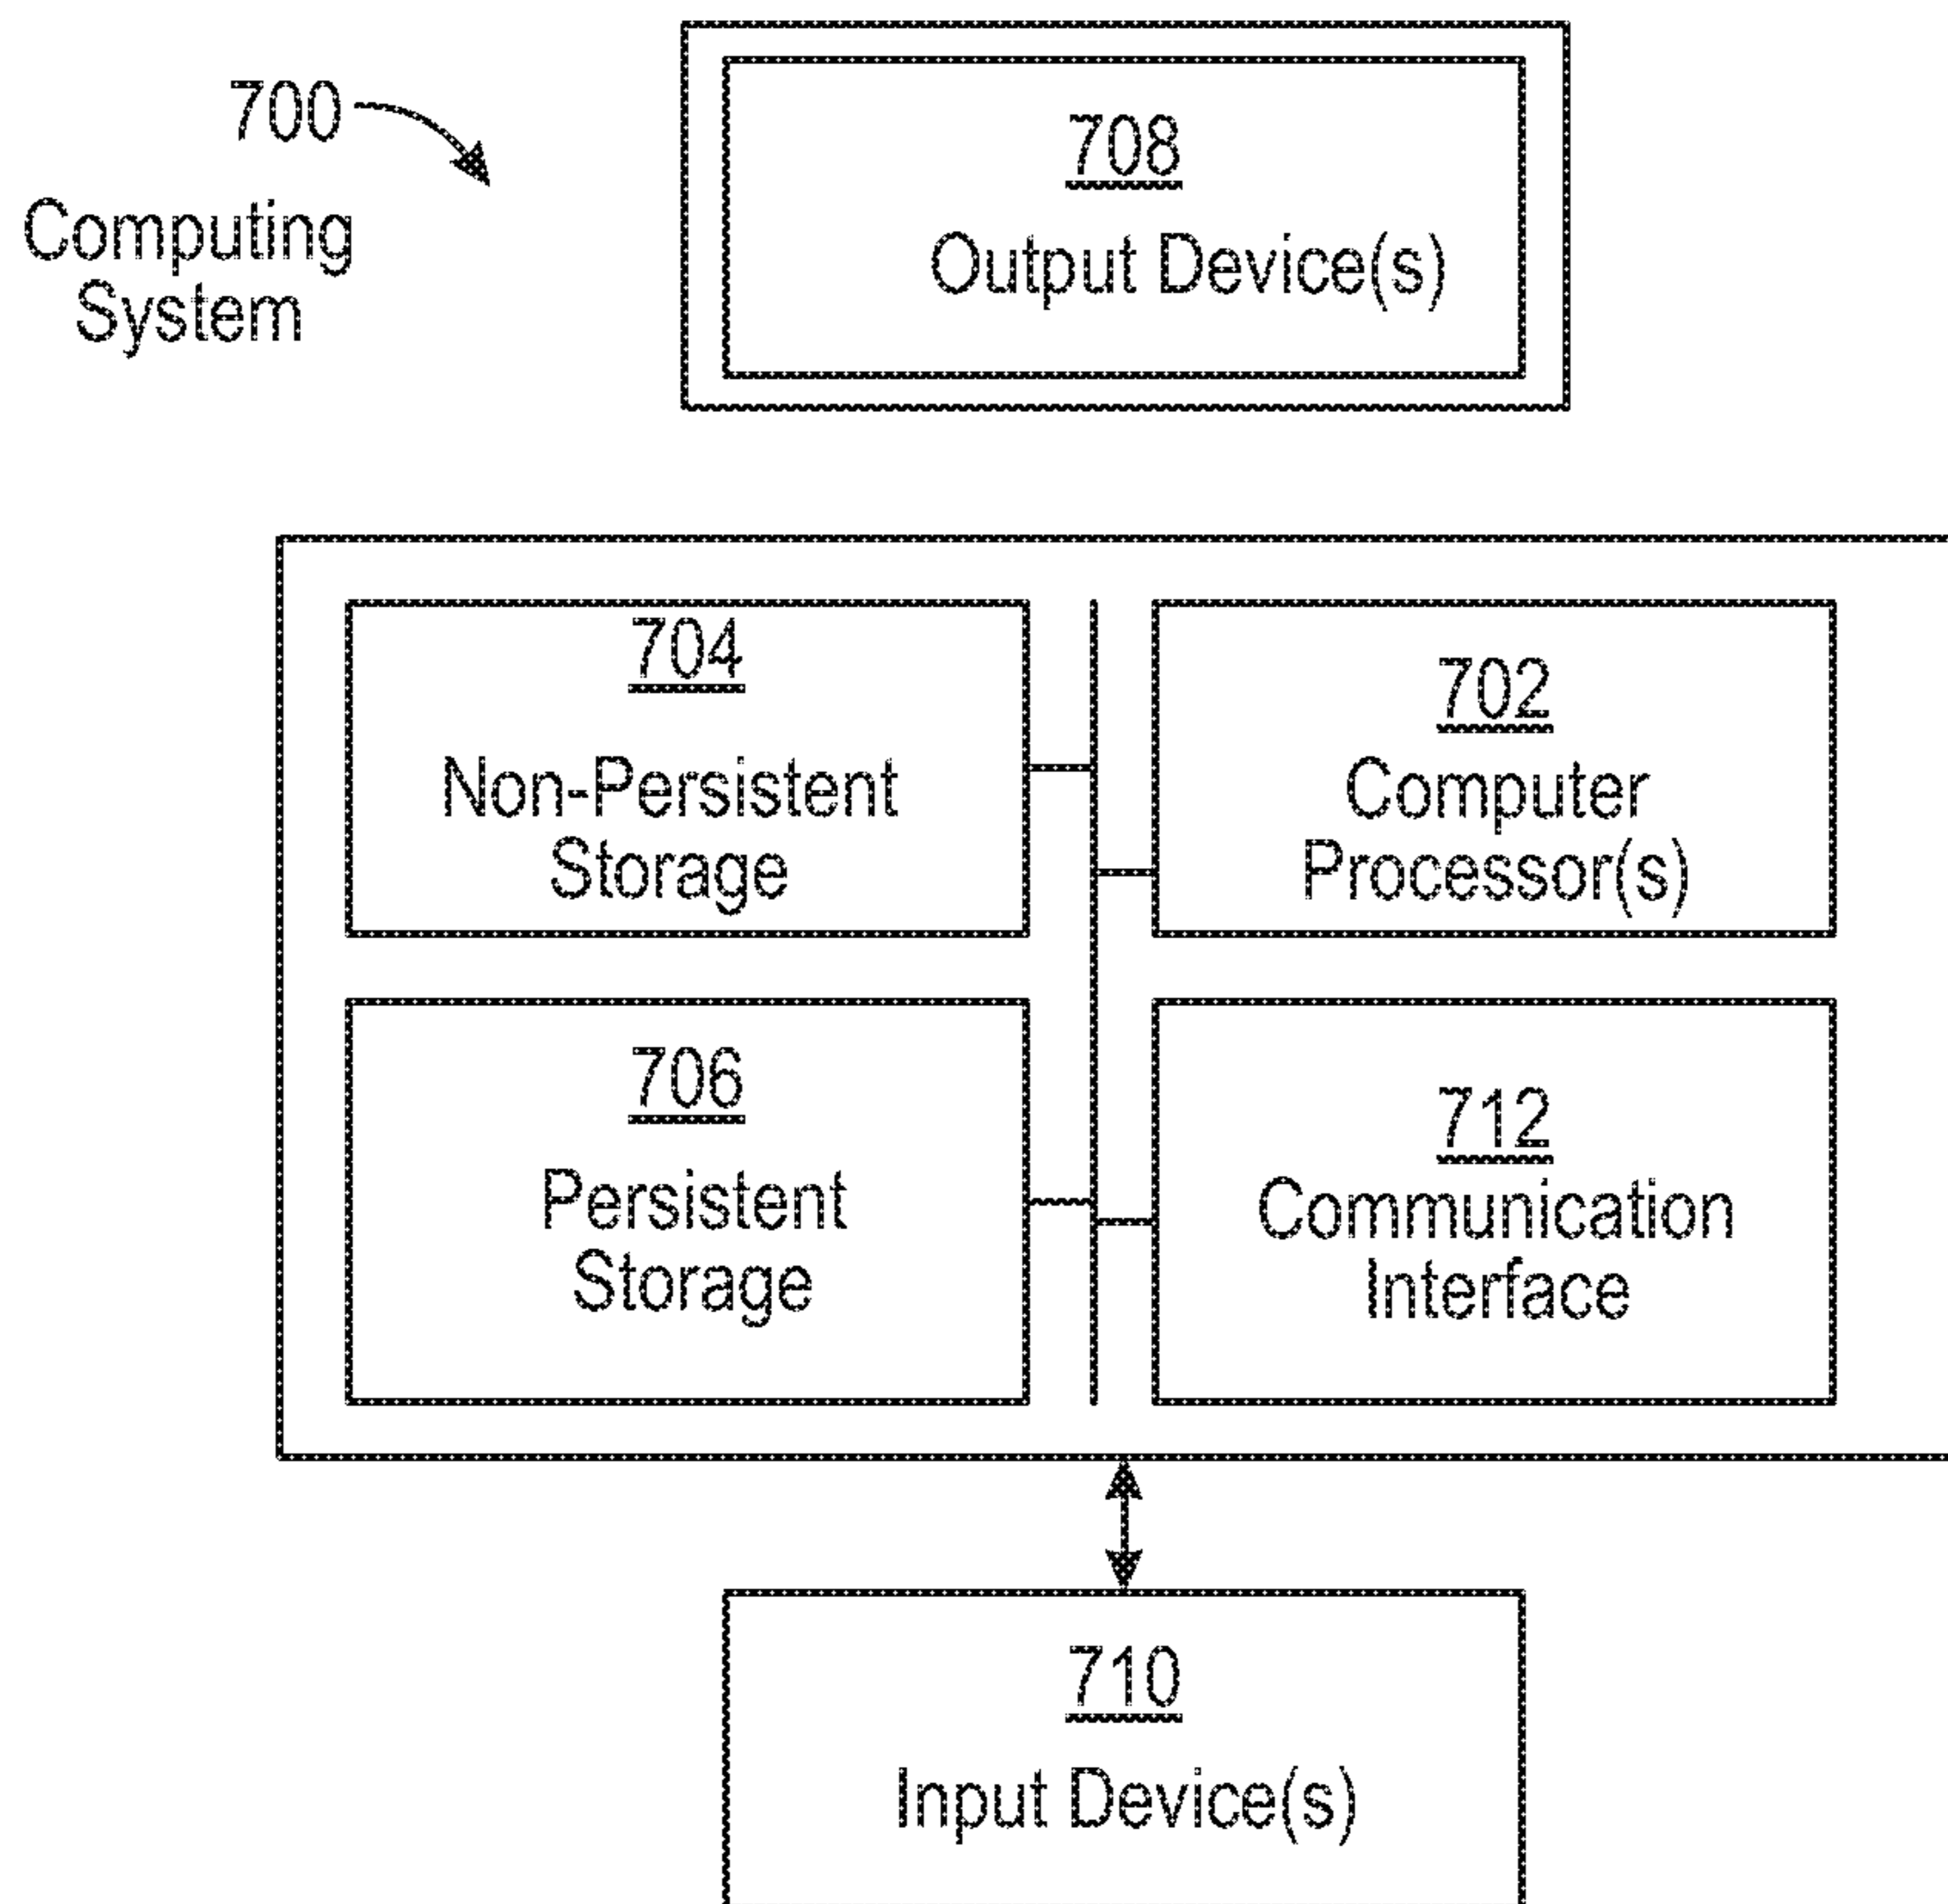 700
Computing
System
708
Output Device(s)
704
Non-Persistent
Storage
702
Computer
Processor(s)
706
Persistent
Storage
712
Communication
Interface
710
Input Device(s)